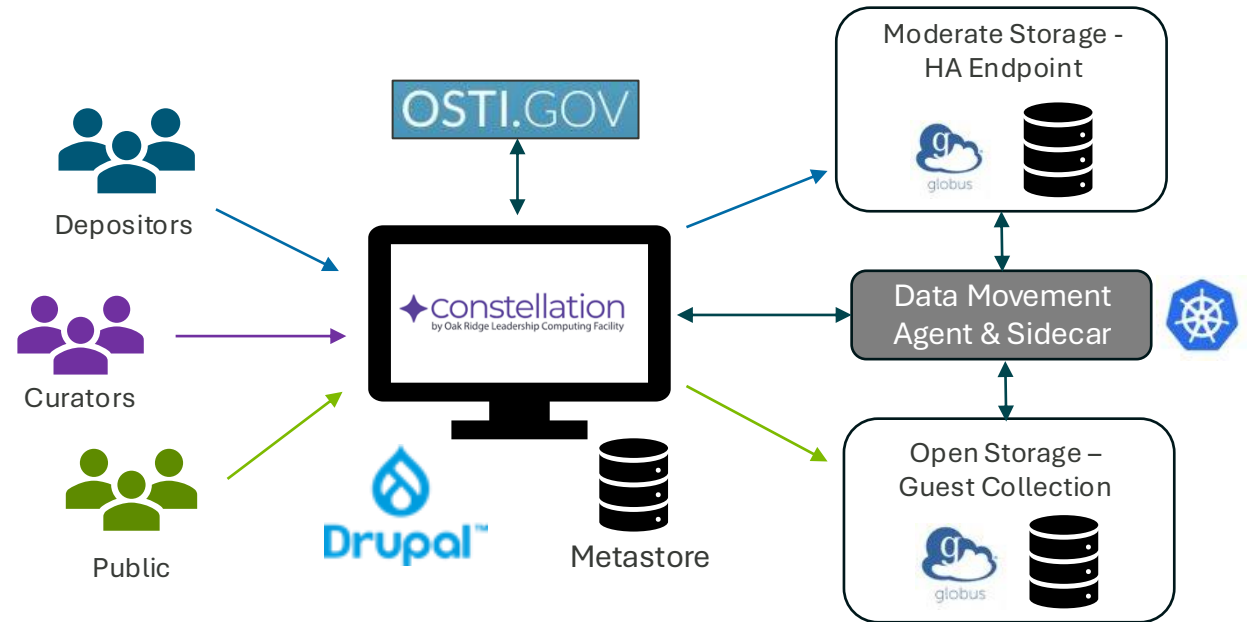 Moderate Storage -
HA Endpoint
globus
OSTI.GOV
Depositors
constellation
by Oak Ridge Leadership Computing Facility
Data Movement
Agent & Sidecar
Curators
Open Storage –
Guest Collection
globus
Public
Drupal™
Metastore